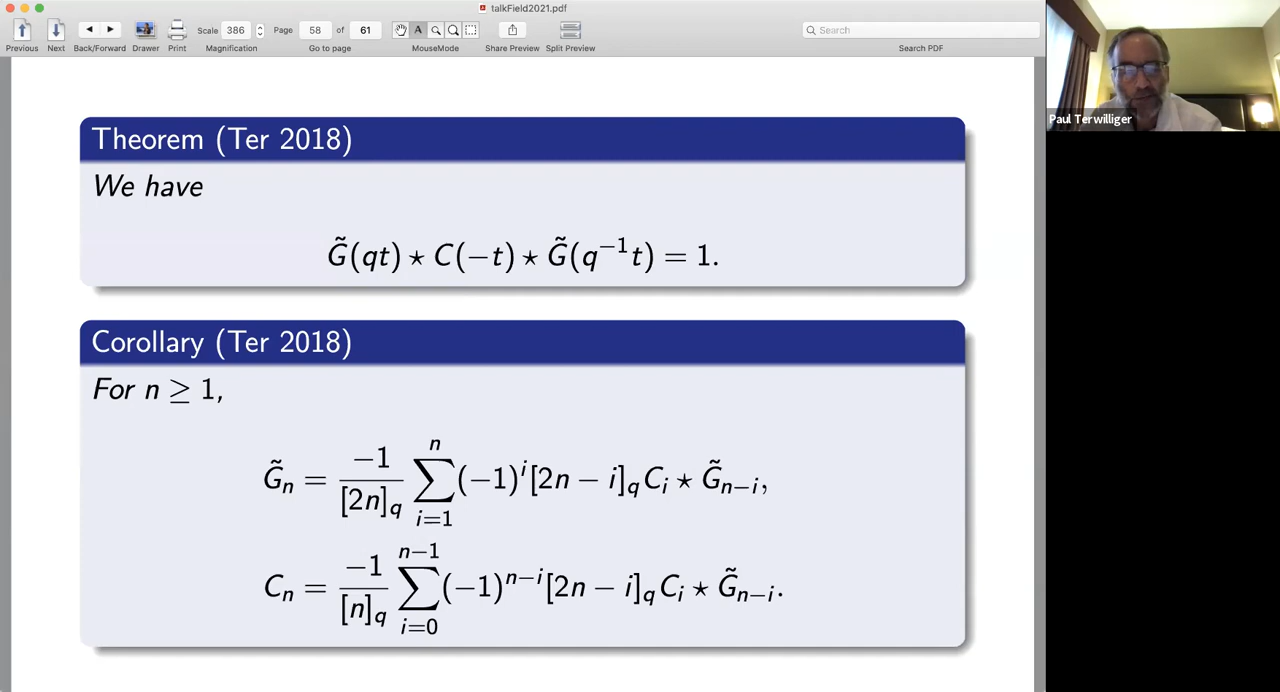 talkField2021.pdf
Previous Next Back/Forward Drawer Print Scale 386 Magnification Page 58 of 61 Go to page A MouseMode Share Preview Split Preview Search Search PDF
Paul Terwilliger
Theorem (Ter 2018)
We have
G̃(qt) ⋆ C(−t) ⋆ G̃(q⁻¹t) = 1.
Corollary (Ter 2018)
For n ≥ 1,
G̃_n = \frac{-1}{[2n]_q} \sum_{i=1}^{n} (−1)^i [2n − i]_q C_i ⋆ G̃_{n−i},
C_n = \frac{-1}{[n]_q} \sum_{i=0}^{n−1} (−1)^{n−i} [2n − i]_q C_i ⋆ G̃_{n−i}.